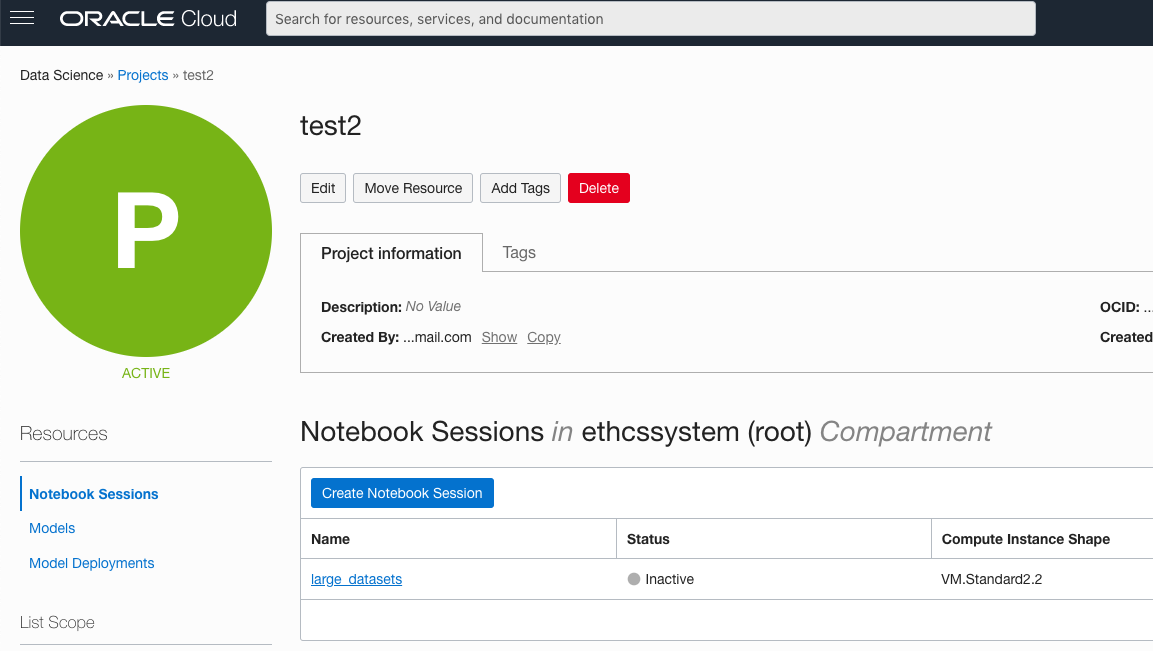 ORACLE Cloud
Search for resources, services, and documentation
Data Science » Projects » test2
P
ACTIVE
test2
Edit
Move Resource
Add Tags
Delete
Project information
Tags
Description: No Value
OCID: ...
Created By: ...mail.com Show Copy
Created
Resources
Notebook Sessions
Models
Model Deployments
List Scope
Notebook Sessions in ethcssystem (root) Compartment
Create Notebook Session
Name Status Compute Instance Shape
large_datasets Inactive VM.Standard2.2